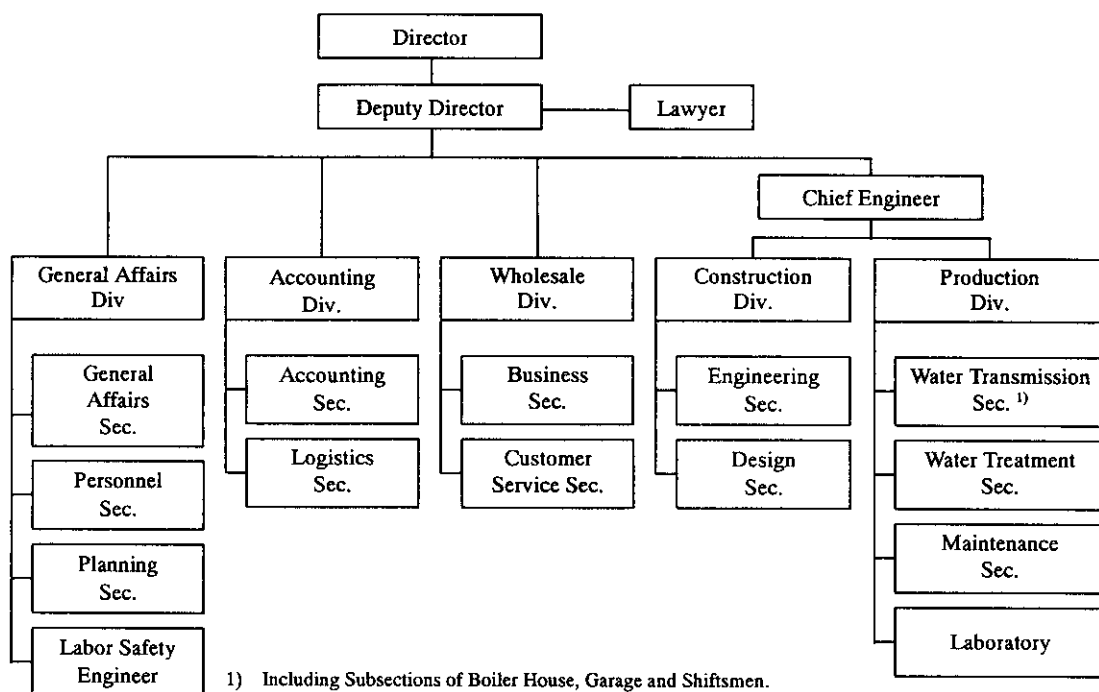 Director
Deputy Director
Lawyer
Chief Engineer
General Affairs
Div
Accounting
Div.
Wholesale
Div.
Construction
Div.
Production
Div.
General
Affairs
Sec.
Personnel
Sec.
Planning
Sec.
Labor Safety
Engineer
Accounting
Sec.
Logistics
Sec.
Business
Sec.
Customer
Service Sec.
Engineering
Sec.
Design
Sec.
Water Transmission
Sec. 1)
Water Treatment
Sec.
Maintenance
Sec.
Laboratory
1) Including Subsections of Boiler House, Garage and Shiftsmen.